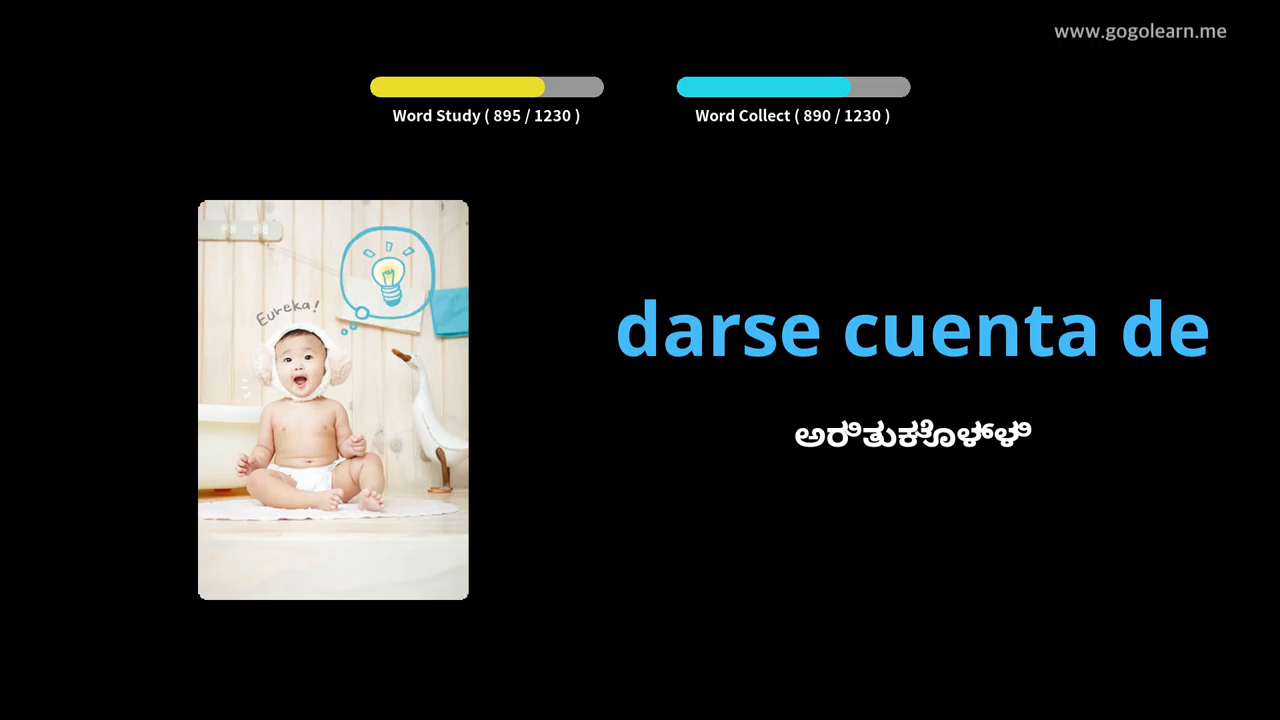 www.gogolearn.me
Word Study ( 895 / 1230 )
Word Collect ( 890 / 1230 )
Eureka!
darse cuenta de
ಅರಿತುಕೊಳ್ಳಿ